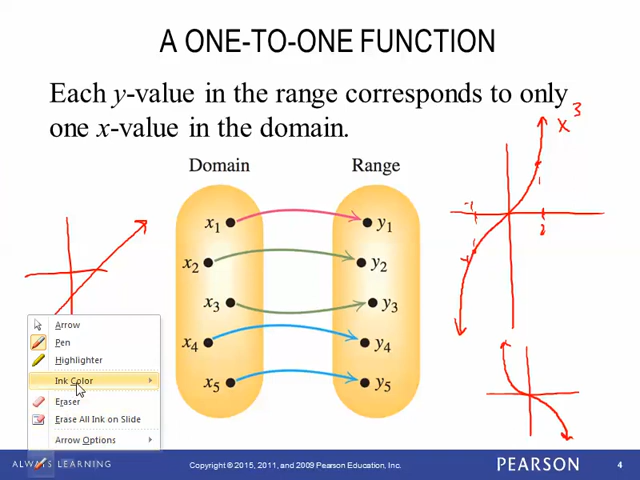 A ONE-TO-ONE FUNCTION
Each y-value in the range corresponds to only
one x-value in the domain.
x³
Domain
Range
x₁
y₁
x₂
y₂
x₃
y₃
x₄
y₄
x₅
y₅
Arrow
Pen
Highlighter
Ink Color
Eraser
Erase All Ink on Slide
Arrow Options
ALWAYS LEARNING
Copyright © 2015, 2011, and 2009 Pearson Education, Inc.
PEARSON
4